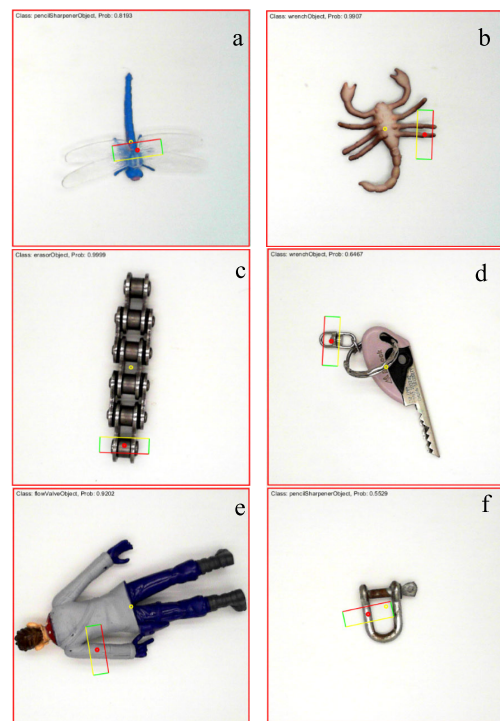 Class: pencilSharpenerObject, Prob: 0.8193
a
Class: wrenchObject, Prob: 0.9907
b
Class: erasorObject, Prob: 0.9999
c
Class: wrenchObject, Prob: 0.6467
d
Class: flowValveObject, Prob: 0.9202
e
Class: pencilSharpenerObject, Prob: 0.5529
f